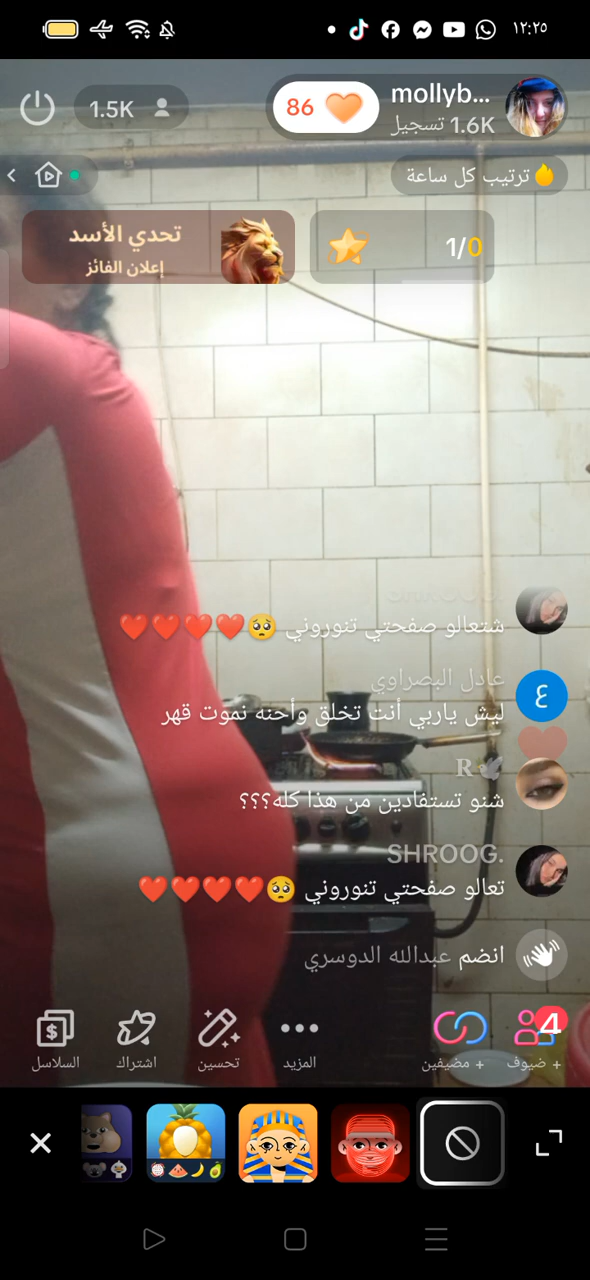 ١٢:٢٥
mollyb...
1.6K تسجيل
86
1.5K
ترتيب كل ساعة
تحدي الأسد
إعلان الفائز
1/0
SHROOG.
شتعالو صفحتي تنوروني 🥺❤️❤️❤️❤️
عادل البصراوي
ع
ليش ياربي أنت تخلق وأحنه نموت قهر
R🕊
شنو تستفادين من هذا كله؟؟؟
SHROOG.
تعالو صفحتي تنوروني 🥺❤️❤️❤️❤️
انضم عبدالله الدوسري
4
+ ضيوف
+ مضيفين
المزيد
تحسين
اشتراك
السلاسل